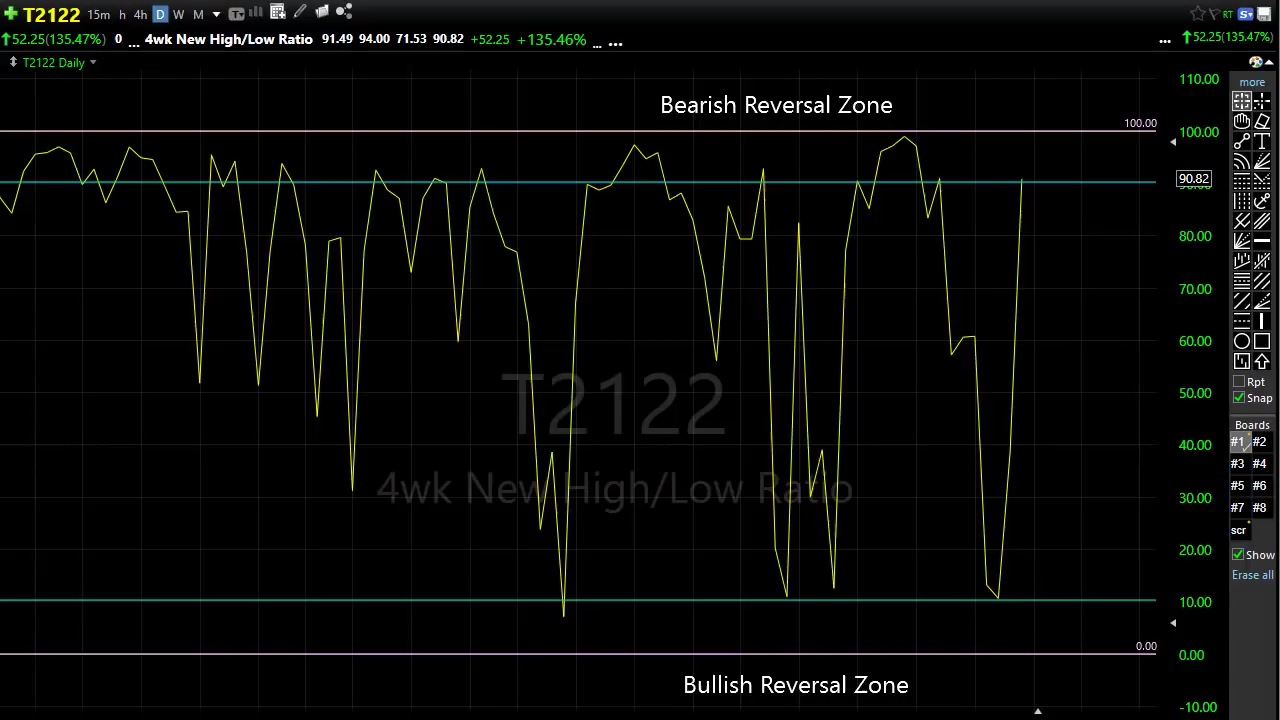 T2122 15m h 4h D W M T
RT S
52.25(135.47%) 0 ... 4wk New High/Low Ratio 91.49 94.00 71.53 90.82 +52.25 +135.46% ... ...
... 52.25(135.47%)
T2122 Daily
more
110.00
Bearish Reversal Zone
100.00
100.00
90.82
80.00
70.00
60.00
50.00
40.00
30.00
20.00
10.00
0.00
0.00
-10.00
T2122
4wk New High/Low Ratio
Bullish Reversal Zone
T
Rpt
Snap
Boards
#1 #2
#3 #4
#5 #6
#7 #8
scr
Show
Erase all